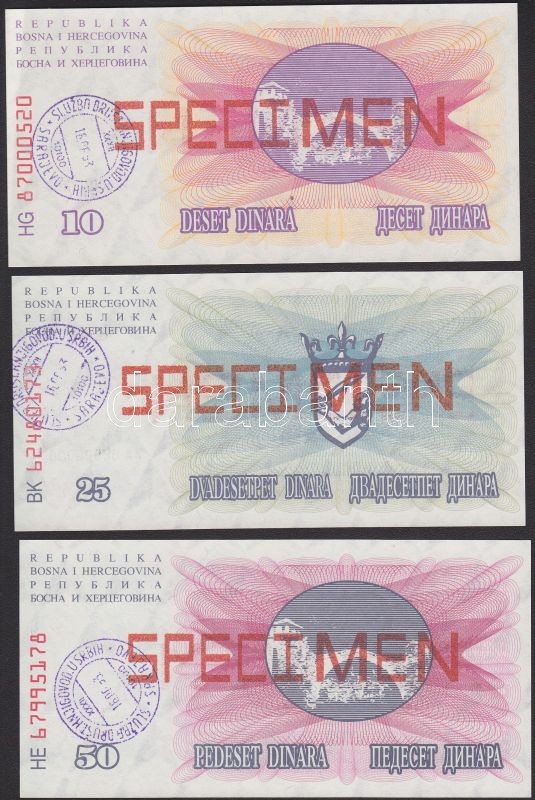 REPUBLIKA
BOSNA I HERCEGOVINA
РЕПУБЛИКА
БОСНА И ХЕРЦЕГОВИНА
SPECIMEN
HG 87000520
10
DESET DINARA ДЕСЕТ ДИНАРА
REPUBLIKA
BOSNA I HERCEGOVINA
РЕПУБЛИКА
БОСНА И ХЕРЦЕГОВИНА
SPECIMEN
darabanth
BK 62480173
25
DVADESETPET DINARA ДВАДЕСЕТПЕТ ДИНАРА
REPUBLIKA
BOSNA I HERCEGOVINA
РЕПУБЛИКА
БОСНА И ХЕРЦЕГОВИНА
SPECIMEN
HE 67995178
50
PEDESET DINARA ПЕДЕСЕТ ДИНАРА